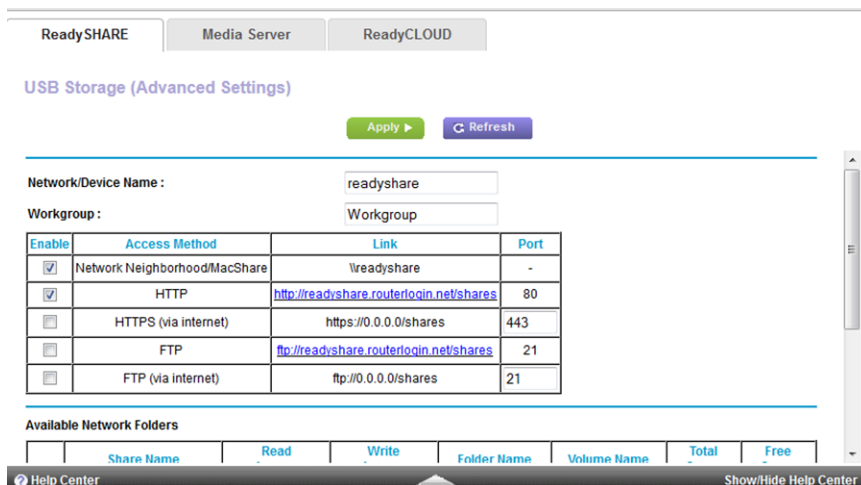 ReadySHARE Media Server ReadyCLOUD
USB Storage (Advanced Settings)
Apply Refresh
Network/Device Name : readyshare
Workgroup : Workgroup
Enable Access Method Link Port
Network Neighborhood/MacShare \\readyshare -
HTTP http://readyshare.routerlogin.net/shares 80
HTTPS (via internet) https://0.0.0.0/shares 443
FTP ftp://readyshare.routerlogin.net/shares 21
FTP (via internet) ftp://0.0.0.0/shares 21
Available Network Folders
Share Name Read Write Folder Name Volume Name Total Free
Help Center Show/Hide Help Center